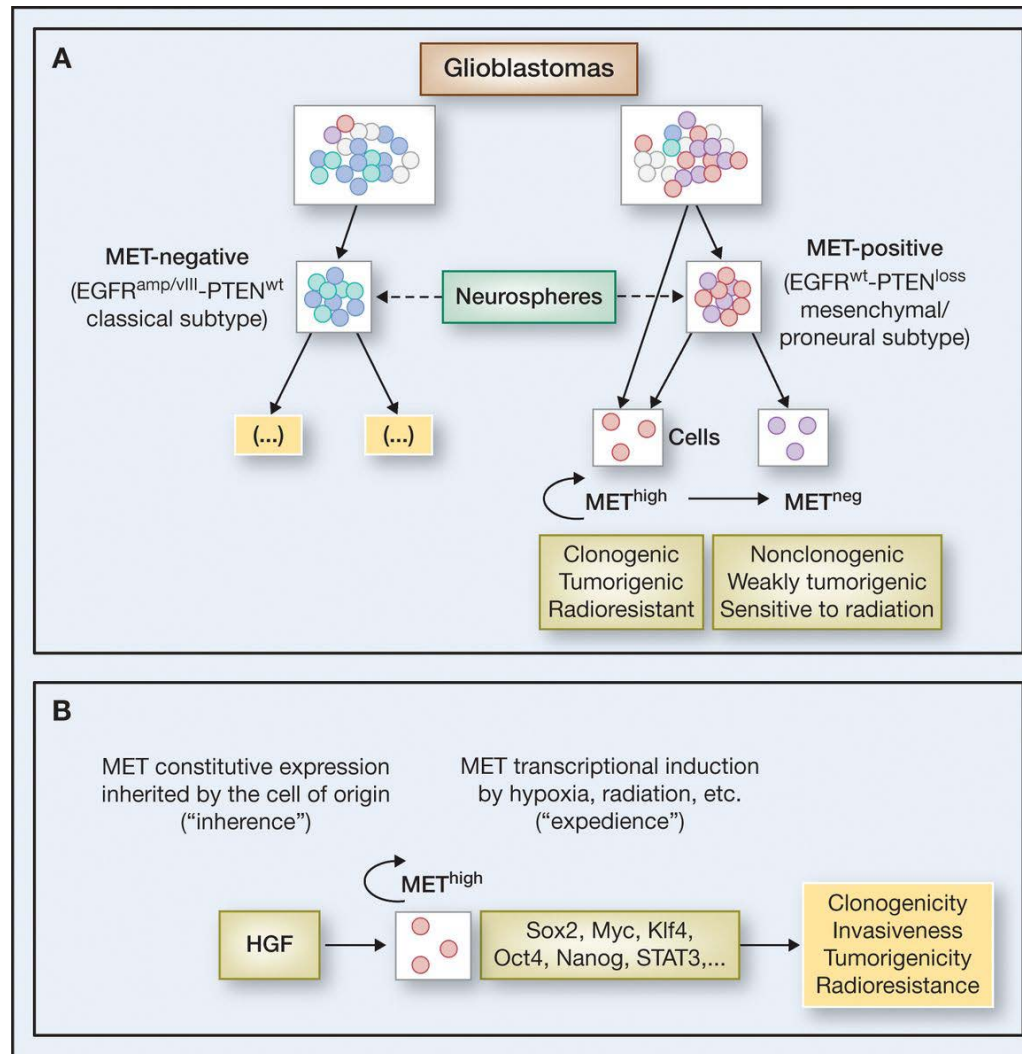 A
Glioblastomas
MET-negative
(EGFRamp/vIII-PTENwt
classical subtype)
Neurospheres
MET-positive
(EGFRwt-PTENloss
mesenchymal/
proneural subtype)
(...)
(...)
Cells
METhigh
METneg
Clonogenic
Tumorigenic
Radioresistant
Nonclonogenic
Weakly tumorigenic
Sensitive to radiation
B
MET constitutive expression
inherited by the cell of origin
(“inherence”)
MET transcriptional induction
by hypoxia, radiation, etc.
(“expedience”)
METhigh
HGF
Sox2, Myc, Klf4,
Oct4, Nanog, STAT3,...
Clonogenicity
Invasiveness
Tumorigenicity
Radioresistance